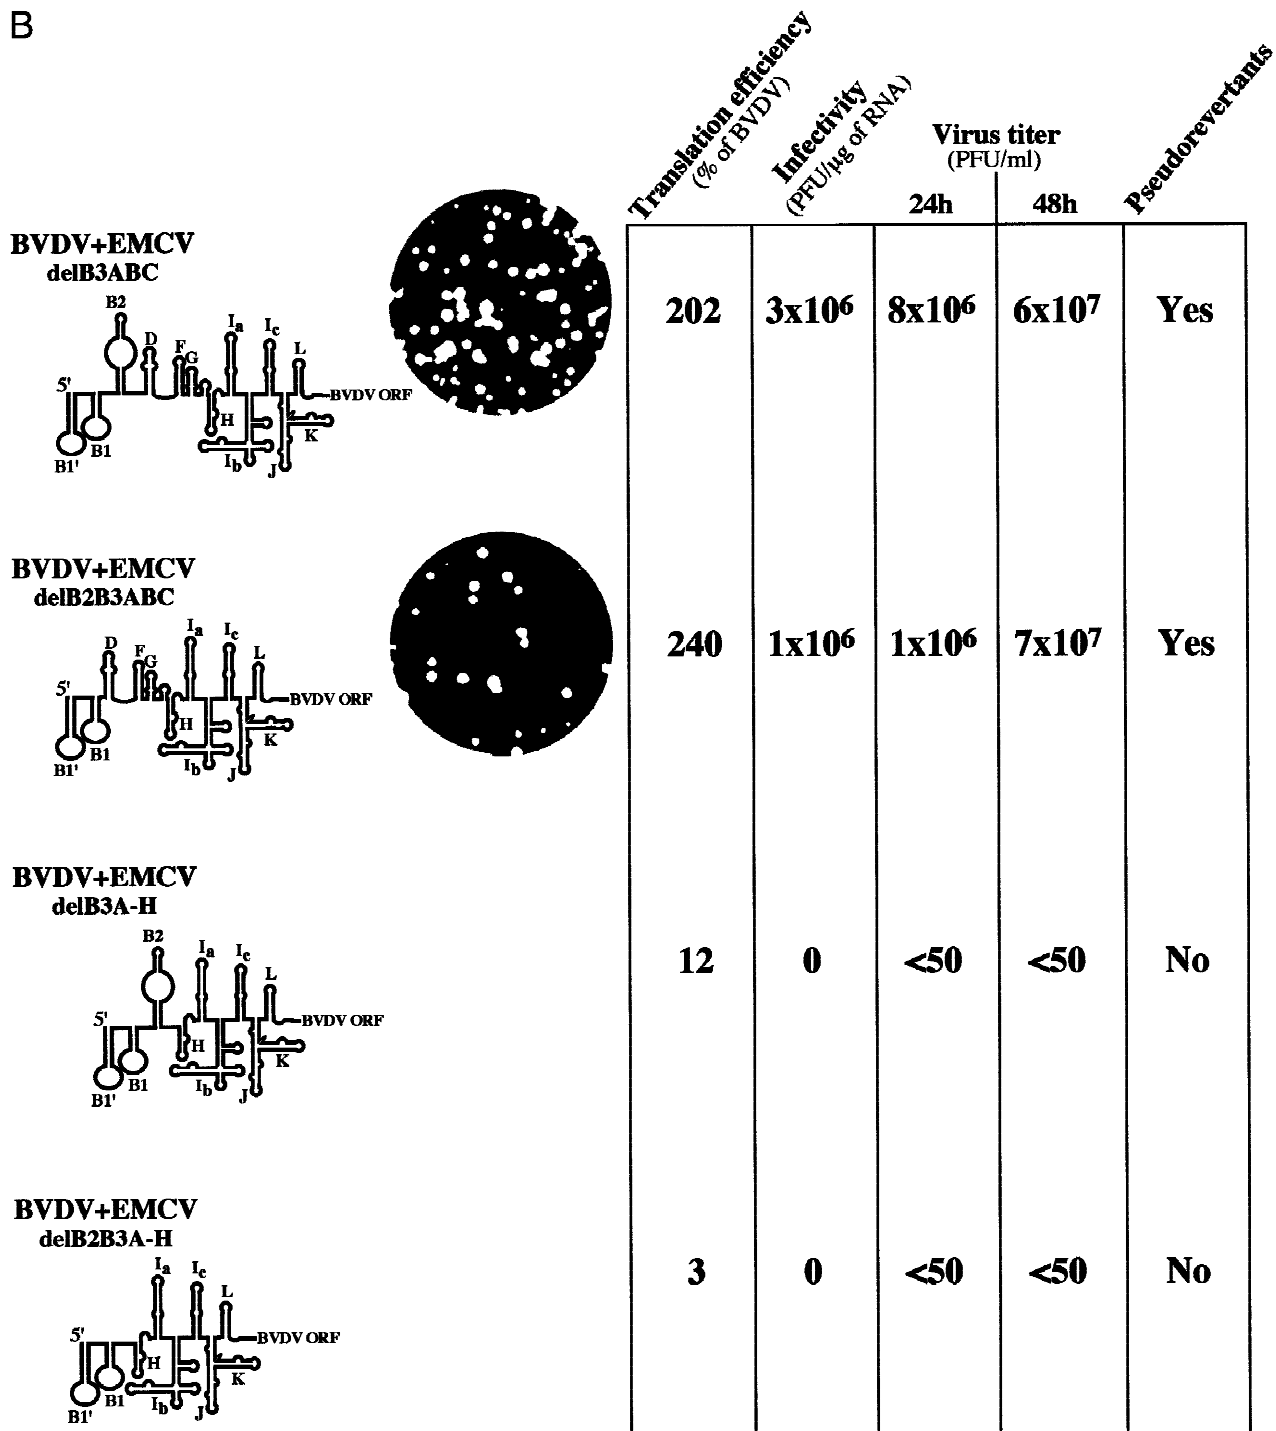 B
Translation efficiency
(% of BVDV)
Infectivity
(PFU/µg of RNA)
Virus titer
(PFU/ml)
24h
48h
Pseudorevertants
BVDV+EMCV
delB3ABC
B2
D
F
G
Ia
Ic
L
5'
BVDV ORF
H
K
B1
B1'
Ib
J
202
3x10⁶
8x10⁶
6x10⁷
Yes
BVDV+EMCV
delB2B3ABC
D
F
G
Ia
Ic
L
5'
BVDV ORF
H
K
B1
B1'
Ib
J
240
1x10⁶
1x10⁶
7x10⁷
Yes
BVDV+EMCV
delB3A-H
B2
Ia
Ic
L
5'
BVDV ORF
H
K
B1
B1'
Ib
J
12
0
<50
<50
No
BVDV+EMCV
delB2B3A-H
Ia
Ic
L
5'
BVDV ORF
H
K
B1
B1'
Ib
J
3
0
<50
<50
No